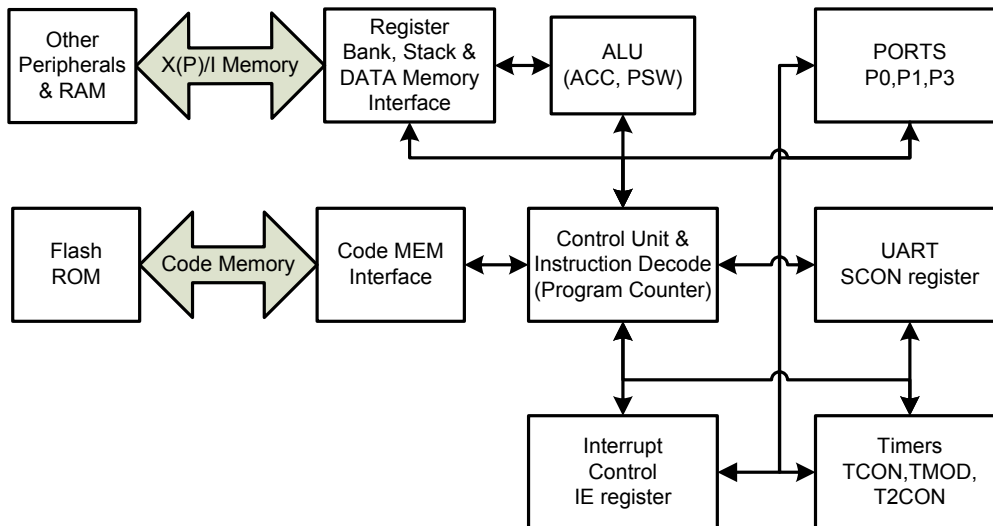 Other
Peripherals
& RAM
X(P)/I Memory
Register
Bank, Stack &
DATA Memory
Interface
ALU
(ACC, PSW)
PORTS
P0,P1,P3
Flash
ROM
Code Memory
Code MEM
Interface
Control Unit &
Instruction Decode
(Program Counter)
UART
SCON register
Interrupt
Control
IE register
Timers
TCON,TMOD,
T2CON